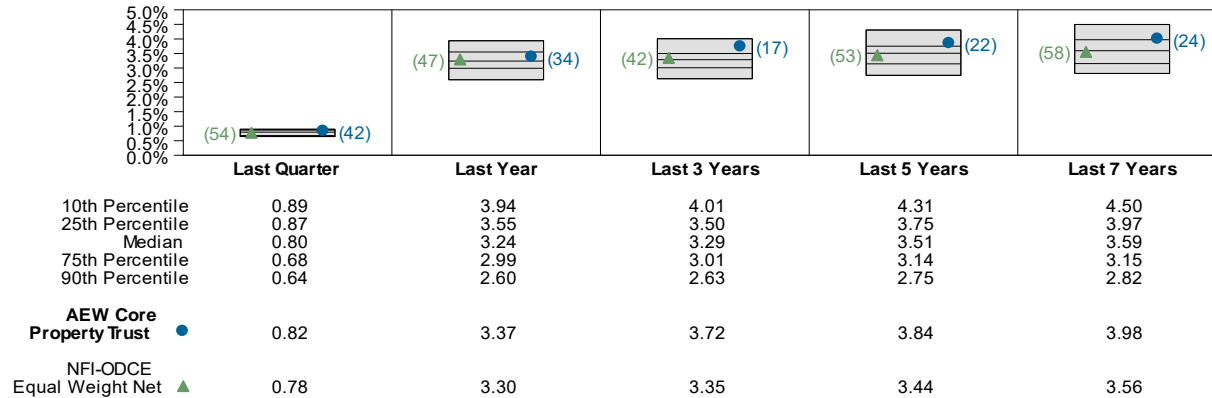 5.0%
4.5%
4.0%
3.5%
3.0%
2.5%
2.0%
1.5%
1.0%
0.5%
0.0%
(54) (42)
(47) (34)
(42) (17)
(53) (22)
(58) (24)
Last Quarter Last Year Last 3 Years Last 5 Years Last 7 Years
10th Percentile 0.89 3.94 4.01 4.31 4.50
25th Percentile 0.87 3.55 3.50 3.75 3.97
Median 0.80 3.24 3.29 3.51 3.59
75th Percentile 0.68 2.99 3.01 3.14 3.15
90th Percentile 0.64 2.60 2.63 2.75 2.82
AEW Core
Property Trust 0.82 3.37 3.72 3.84 3.98
NFI-ODCE
Equal Weight Net 0.78 3.30 3.35 3.44 3.56